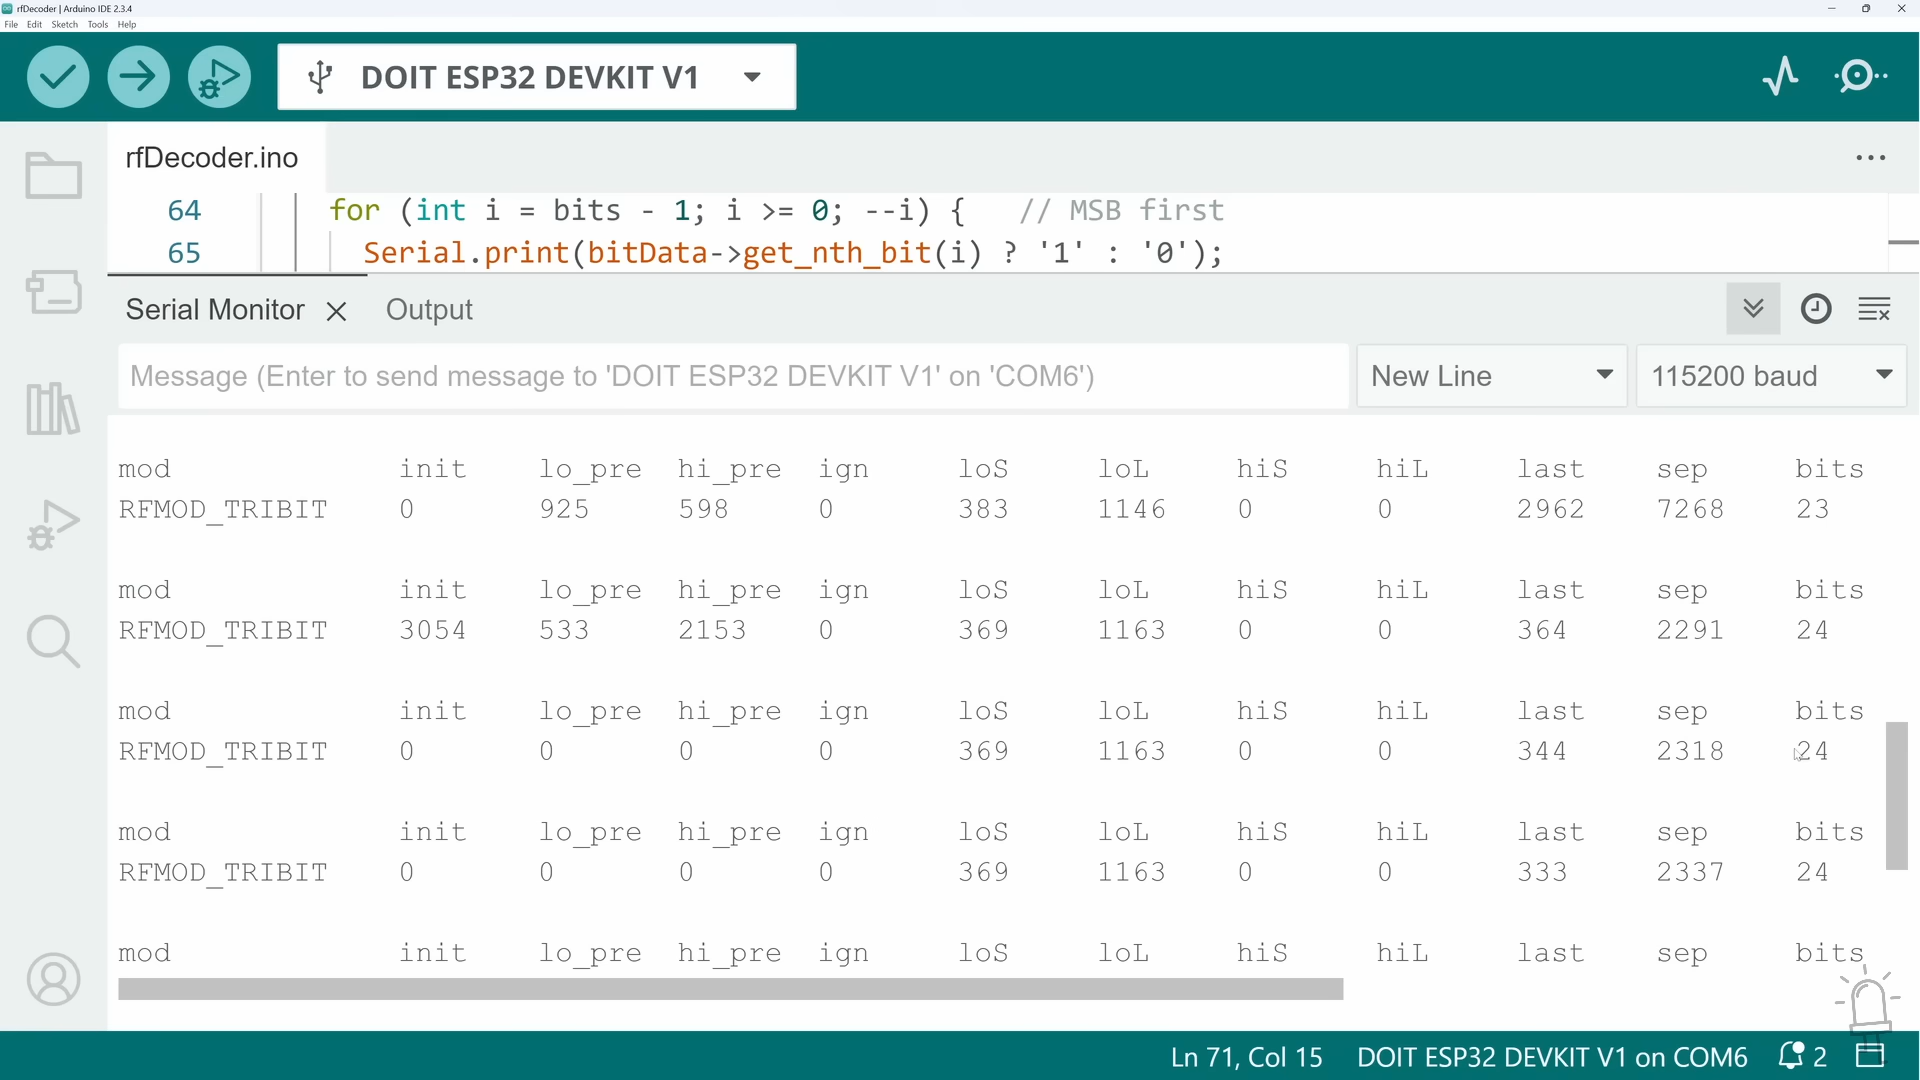 rfDecoder | Arduino IDE 2.3.4
File Edit Sketch Tools Help
DOIT ESP32 DEVKIT V1
rfDecoder.ino
64 for (int i = bits - 1; i >= 0; --i) { // MSB first
65 Serial.print(bitData->get_nth_bit(i) ? '1' : '0');
Serial Monitor Output
Message (Enter to send message to 'DOIT ESP32 DEVKIT V1' on 'COM6') New Line 115200 baud
mod init lo_pre hi_pre ign loS loL hiS hiL last sep bits
RFMOD_TRIBIT 0 925 598 0 383 1146 0 0 2962 7268 23
mod init lo_pre hi_pre ign loS loL hiS hiL last sep bits
RFMOD_TRIBIT 3054 533 2153 0 369 1163 0 0 364 2291 24
mod init lo_pre hi_pre ign loS loL hiS hiL last sep bits
RFMOD_TRIBIT 0 0 0 0 369 1163 0 0 344 2318 24
mod init lo_pre hi_pre ign loS loL hiS hiL last sep bits
RFMOD_TRIBIT 0 0 0 0 369 1163 0 0 333 2337 24
mod init lo_pre hi_pre ign loS loL hiS hiL last sep bits
Ln 71, Col 15 DOIT ESP32 DEVKIT V1 on COM6 2